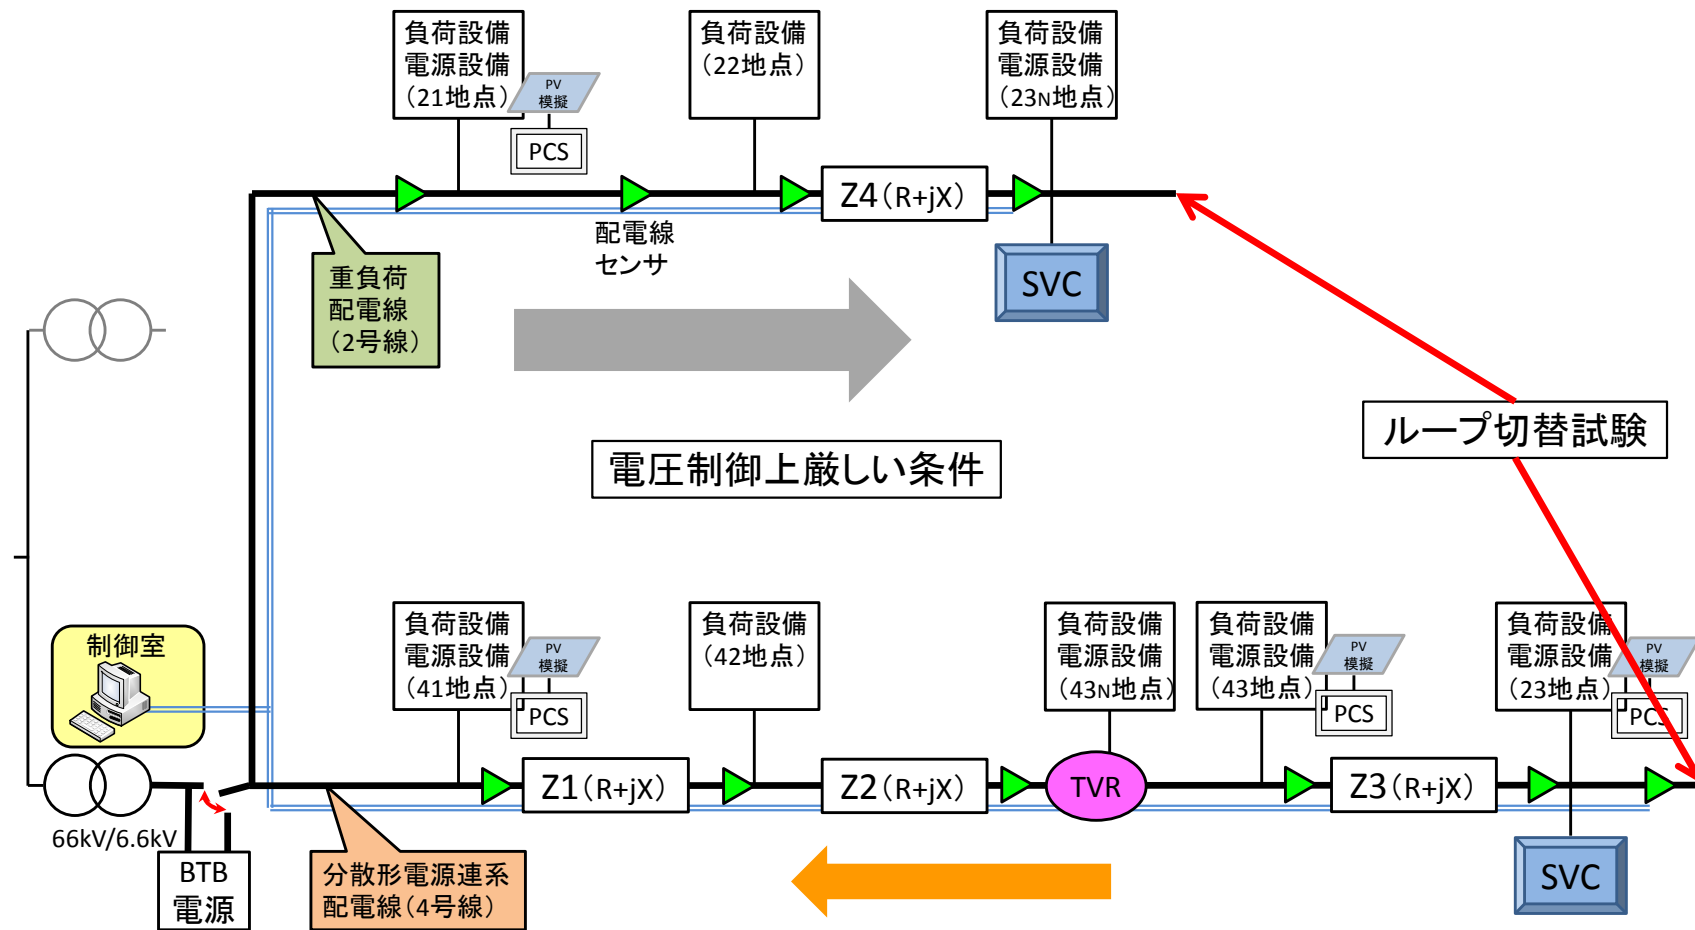 負荷設備
電源設備
（21地点）
PV
模擬
PCS
負荷設備
（22地点）
負荷設備
電源設備
（23N地点）
Z4（R+jX）
配電線
センサ
SVC
重負荷
配電線
（2号線）
ループ切替試験
電圧制御上厳しい条件
制御室
負荷設備
電源設備
（41地点）
PV
模擬
PCS
負荷設備
（42地点）
負荷設備
電源設備
（43N地点）
負荷設備
電源設備
（43地点）
PV
模擬
PCS
負荷設備
電源設備
（23地点）
PV
模擬
PCS
Z1（R+jX）
Z2（R+jX）
TVR
Z3（R+jX）
66kV/6.6kV
BTB
電源
分散形電源連系
配電線（4号線）
SVC